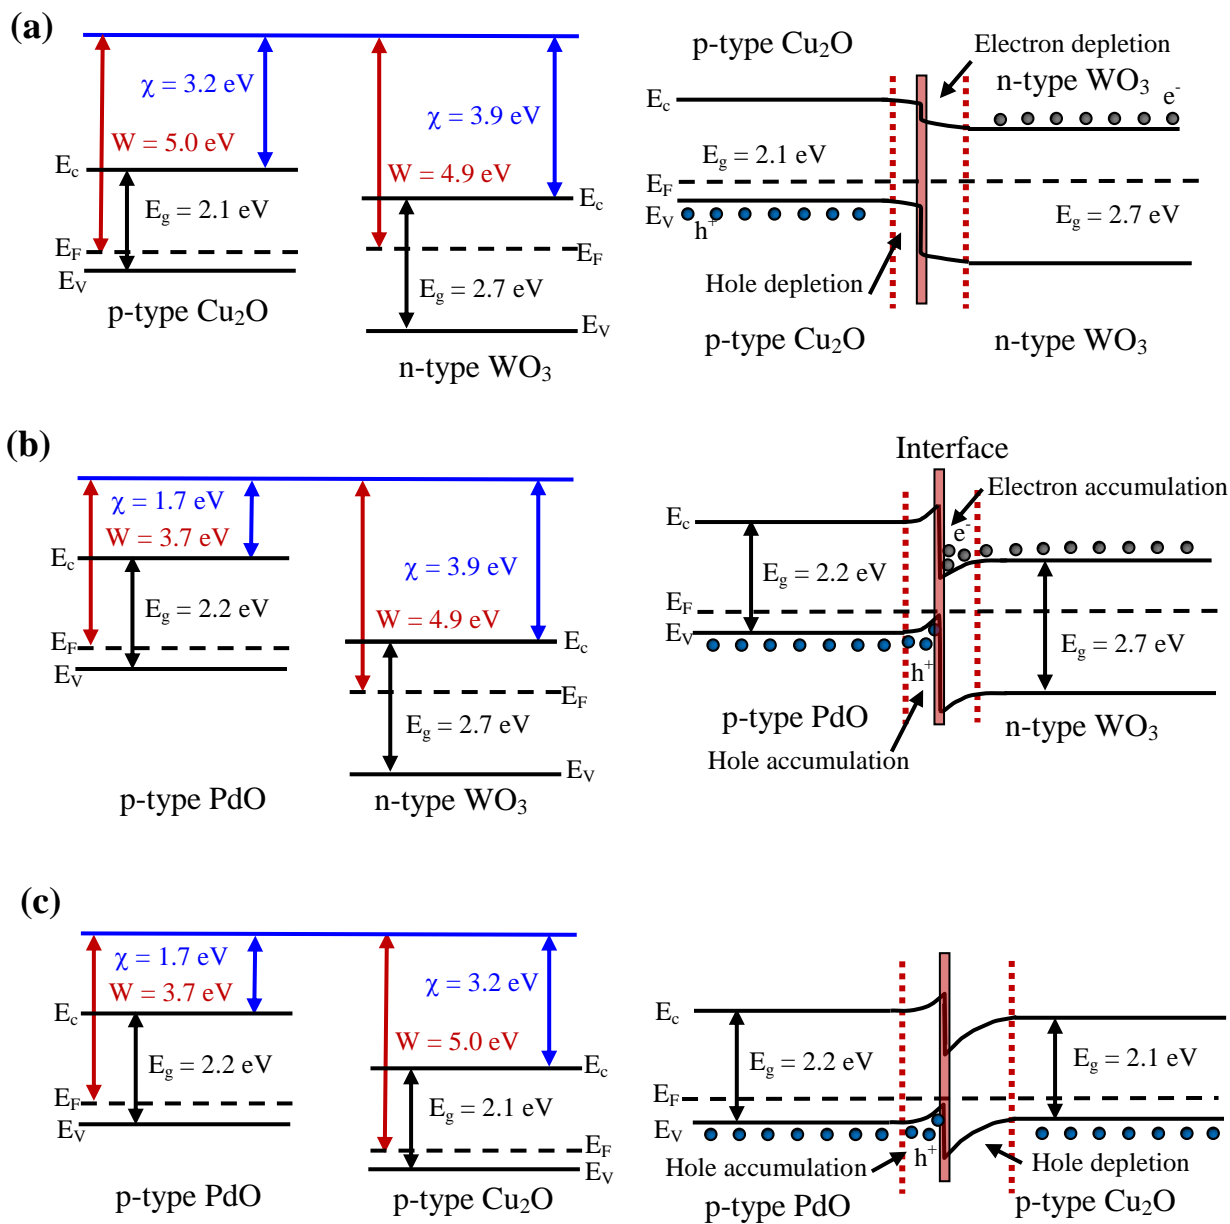 (a)
χ = 3.2 eV
W = 5.0 eV
E_c
E_g = 2.1 eV
E_F
E_V
p-type Cu₂O
χ = 3.9 eV
W = 4.9 eV
E_c
E_F
E_g = 2.7 eV
E_V
n-type WO₃
p-type Cu₂O
Electron depletion
n-type WO₃
e⁻
E_c
E_g = 2.1 eV
E_F
E_V
h⁺
E_g = 2.7 eV
Hole depletion
p-type Cu₂O
n-type WO₃
(b)
χ = 1.7 eV
W = 3.7 eV
E_c
E_g = 2.2 eV
E_F
E_V
p-type PdO
χ = 3.9 eV
W = 4.9 eV
E_c
E_F
E_g = 2.7 eV
E_V
n-type WO₃
Interface
Electron accumulation
e⁻
E_c
E_g = 2.2 eV
E_F
E_V
h⁺
E_g = 2.7 eV
p-type PdO
n-type WO₃
Hole accumulation
(c)
χ = 1.7 eV
W = 3.7 eV
E_c
E_g = 2.2 eV
E_F
E_V
p-type PdO
χ = 3.2 eV
W = 5.0 eV
E_c
E_g = 2.1 eV
E_F
E_V
p-type Cu₂O
E_c
E_g = 2.2 eV
E_g = 2.1 eV
E_F
E_V
Hole accumulation
h⁺
Hole depletion
p-type PdO
p-type Cu₂O